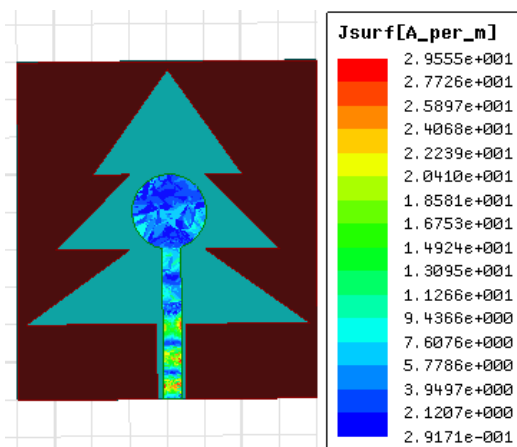 Jsurf[A_per_m]
2.9555e+001
2.7726e+001
2.5897e+001
2.4068e+001
2.2239e+001
2.0410e+001
1.8581e+001
1.6753e+001
1.4924e+001
1.3095e+001
1.1266e+001
9.4366e+000
7.6076e+000
5.7786e+000
3.9497e+000
2.1207e+000
2.9171e-001